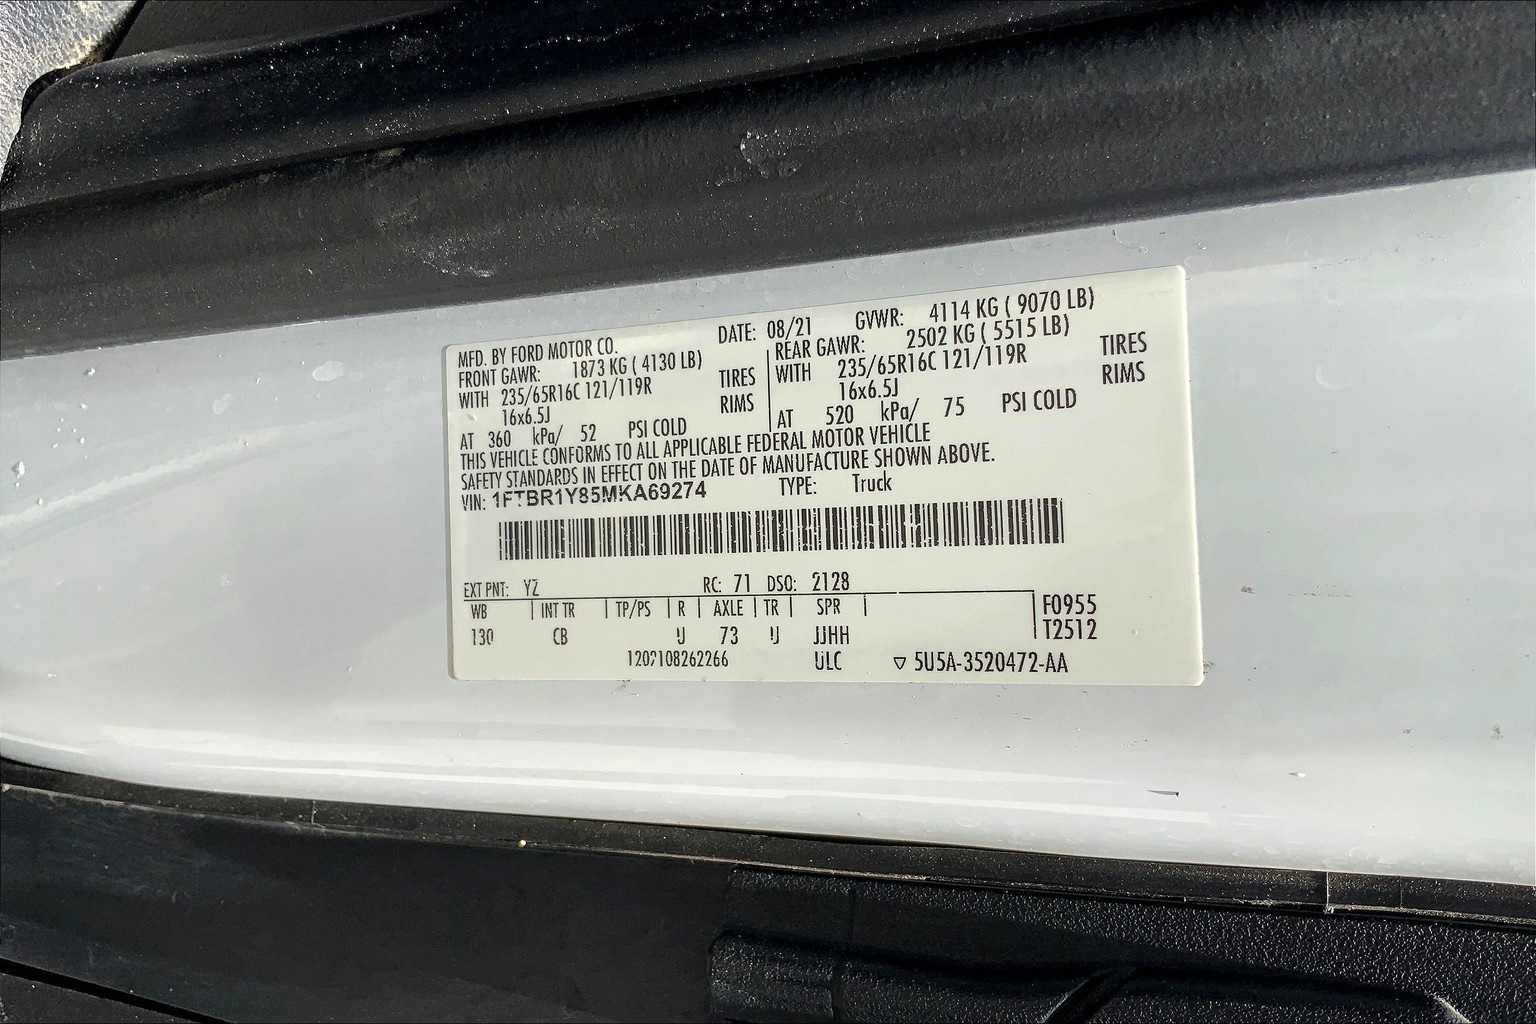 MFD. BY FORD MOTOR CO. DATE: 08/21 GVWR: 4114 KG ( 9070 LB)
FRONT GAWR: 1873 KG ( 4130 LB) REAR GAWR: 2502 KG ( 5515 LB)
WITH 235/65R16C 121/119R TIRES WITH 235/65R16C 121/119R TIRES
16x6.5J RIMS 16x6.5J RIMS
AT 360 kPa/ 52 PSI COLD AT 520 kPa/ 75 PSI COLD
THIS VEHICLE CONFORMS TO ALL APPLICABLE FEDERAL MOTOR VEHICLE
SAFETY STANDARDS IN EFFECT ON THE DATE OF MANUFACTURE SHOWN ABOVE.
VIN: 1FTBR1Y85MKA69274 TYPE: Truck
EXT PNT: YZ RC: 71 DSO: 2128
WB INT TR TP/PS R AXLE TR SPR F0955
130 CB U 73 U JJHH T2512
ULC ▽ 5U5A-3520472-AA